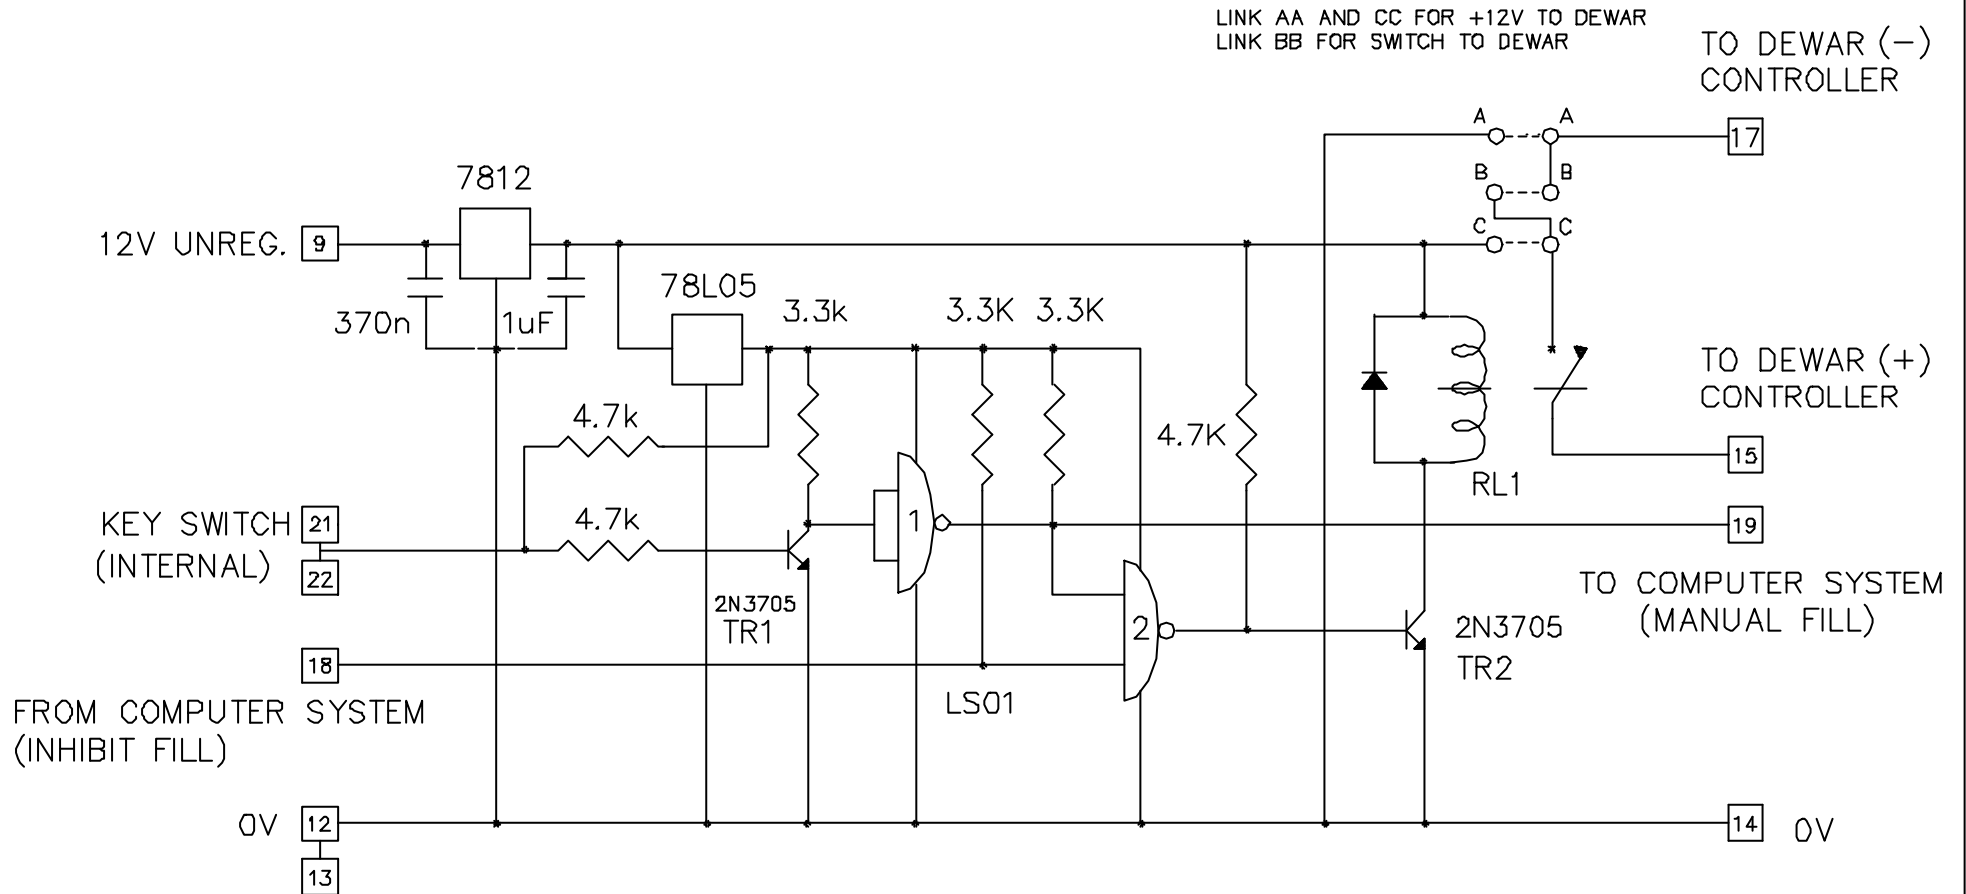 LINK AA AND CC FOR +12V TO DEWAR
LINK BB FOR SWITCH TO DEWAR
TO DEWAR (−)
CONTROLLER
A
A
17
7812
B
B
12V UNREG.
9
C
C
78L05
3.3k
3.3K
3.3K
370n
1uF
TO DEWAR (+)
CONTROLLER
4.7k
4.7K
15
RL1
KEY SWITCH
21
4.7k
1
19
(INTERNAL)
22
TO COMPUTER SYSTEM
(MANUAL FILL)
2N3705
TR1
2
2N3705
TR2
18
LS01
FROM COMPUTER SYSTEM
(INHIBIT FILL)
0V
12
14
0V
13